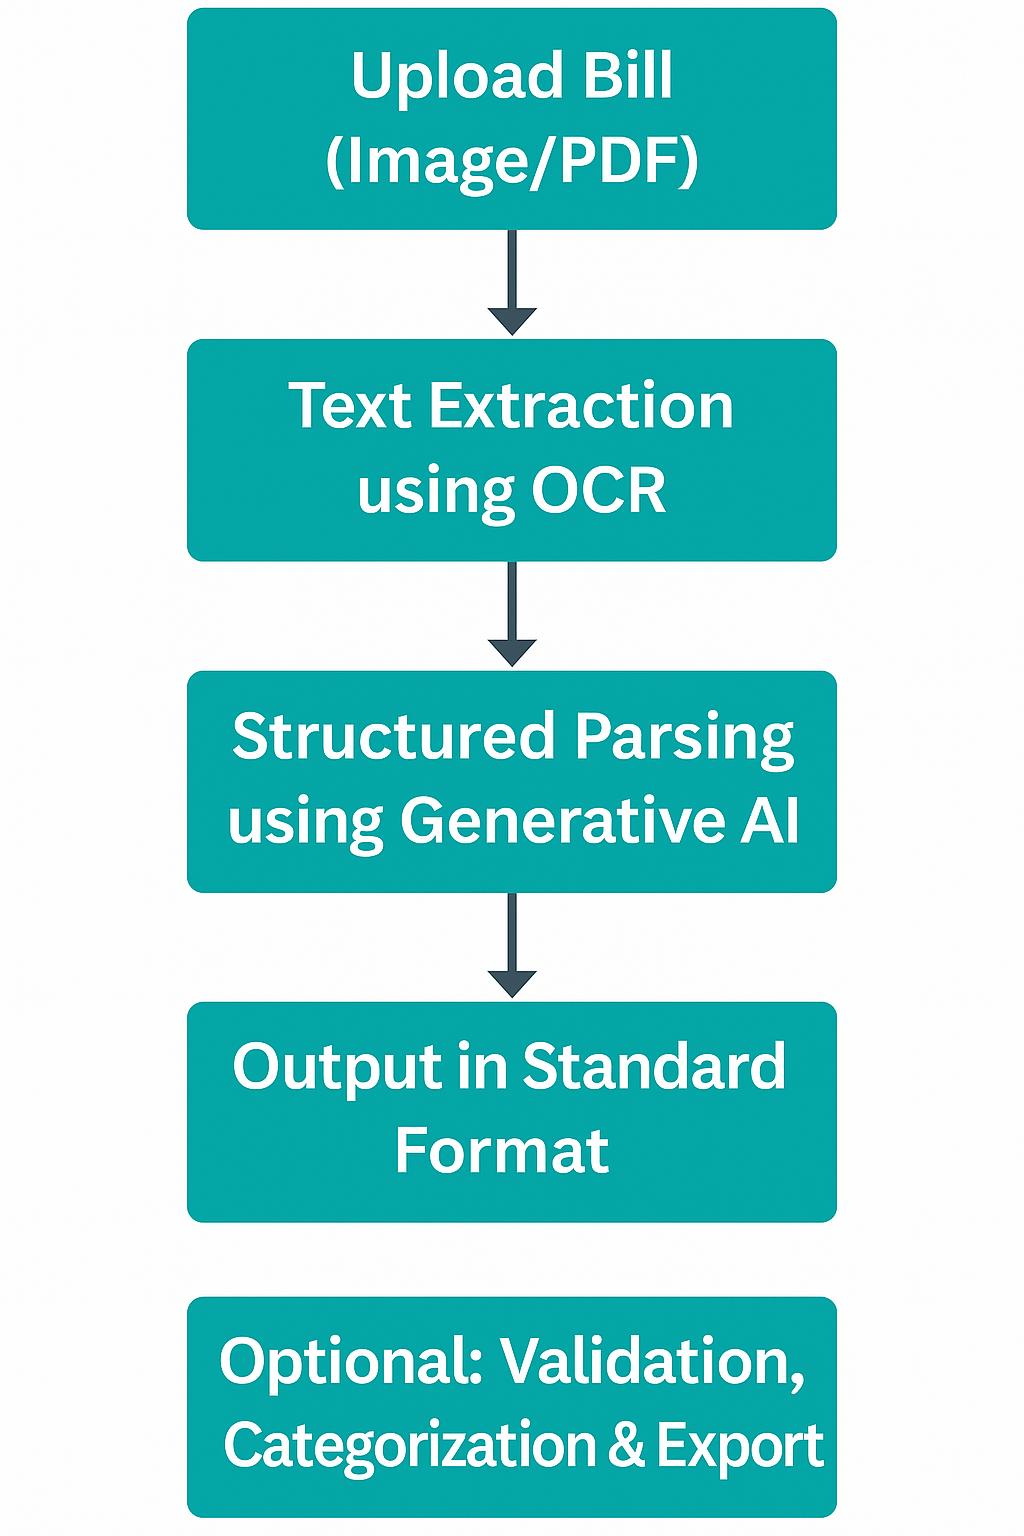 Upload Bill
(Image/PDF)
Text Extraction
using OCR
Structured Parsing
using Generative AI
Output in Standard
Format
Optional: Validation,
Categorization & Export